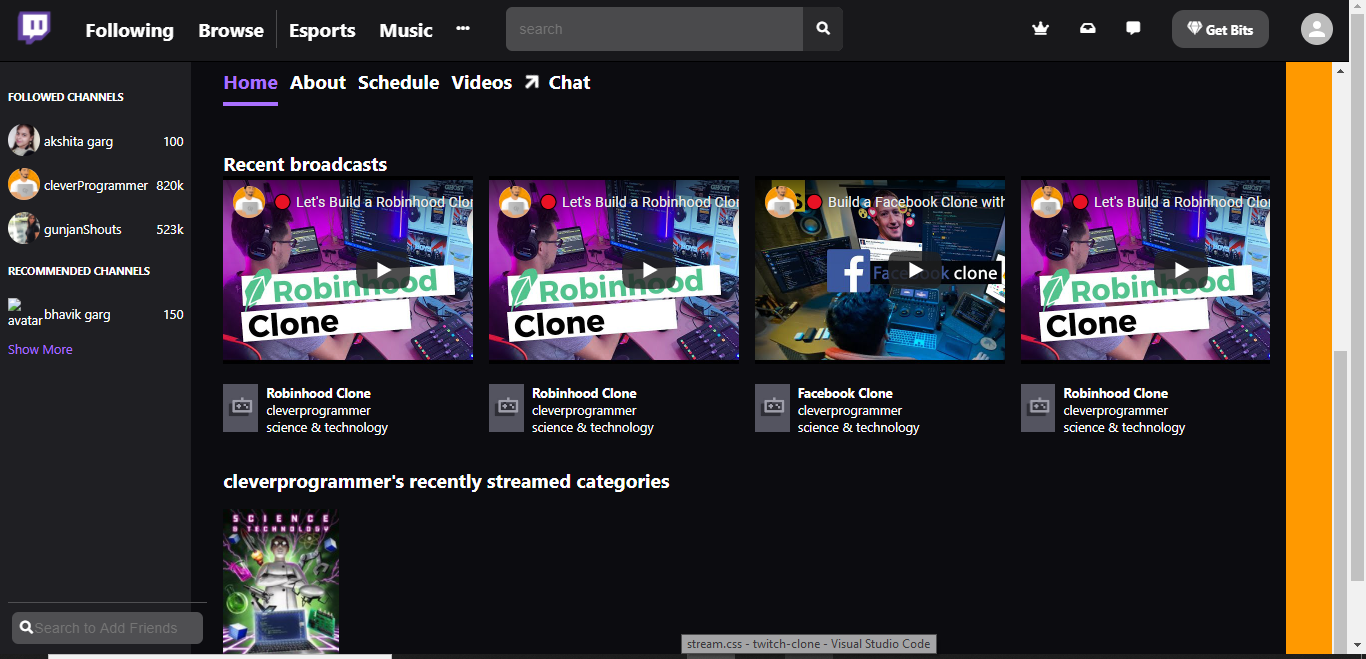 Following Browse Esports Music ••• search Get Bits
Home About Schedule Videos Chat
FOLLOWED CHANNELS
akshita garg 100
cleverProgrammer 820k
gunjanShouts 523k
RECOMMENDED CHANNELS
avatar bhavik garg 150
Show More
Search to Add Friends
Recent broadcasts
Let's Build a Robinhood Clo
Robinhood
Clone
Let's Build a Robinhood Clo
Robinhood
Clone
Build a Facebook Clone with
Facebook clone
Let's Build a Robinhood Clo
Robinhood
Clone
Robinhood Clone
cleverprogrammer
science & technology
Robinhood Clone
cleverprogrammer
science & technology
Facebook Clone
cleverprogrammer
science & technology
Robinhood Clone
cleverprogrammer
science & technology
cleverprogrammer's recently streamed categories
SCIENCE
& TECHNOLOGY
stream.css - twitch-clone - Visual Studio Code